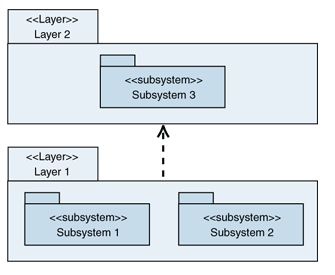 <<Layer>>
Layer 2
<<subsystem>>
Subsystem 3
<<Layer>>
Layer 1
<<subsystem>>
Subsystem 1
<<subsystem>>
Subsystem 2